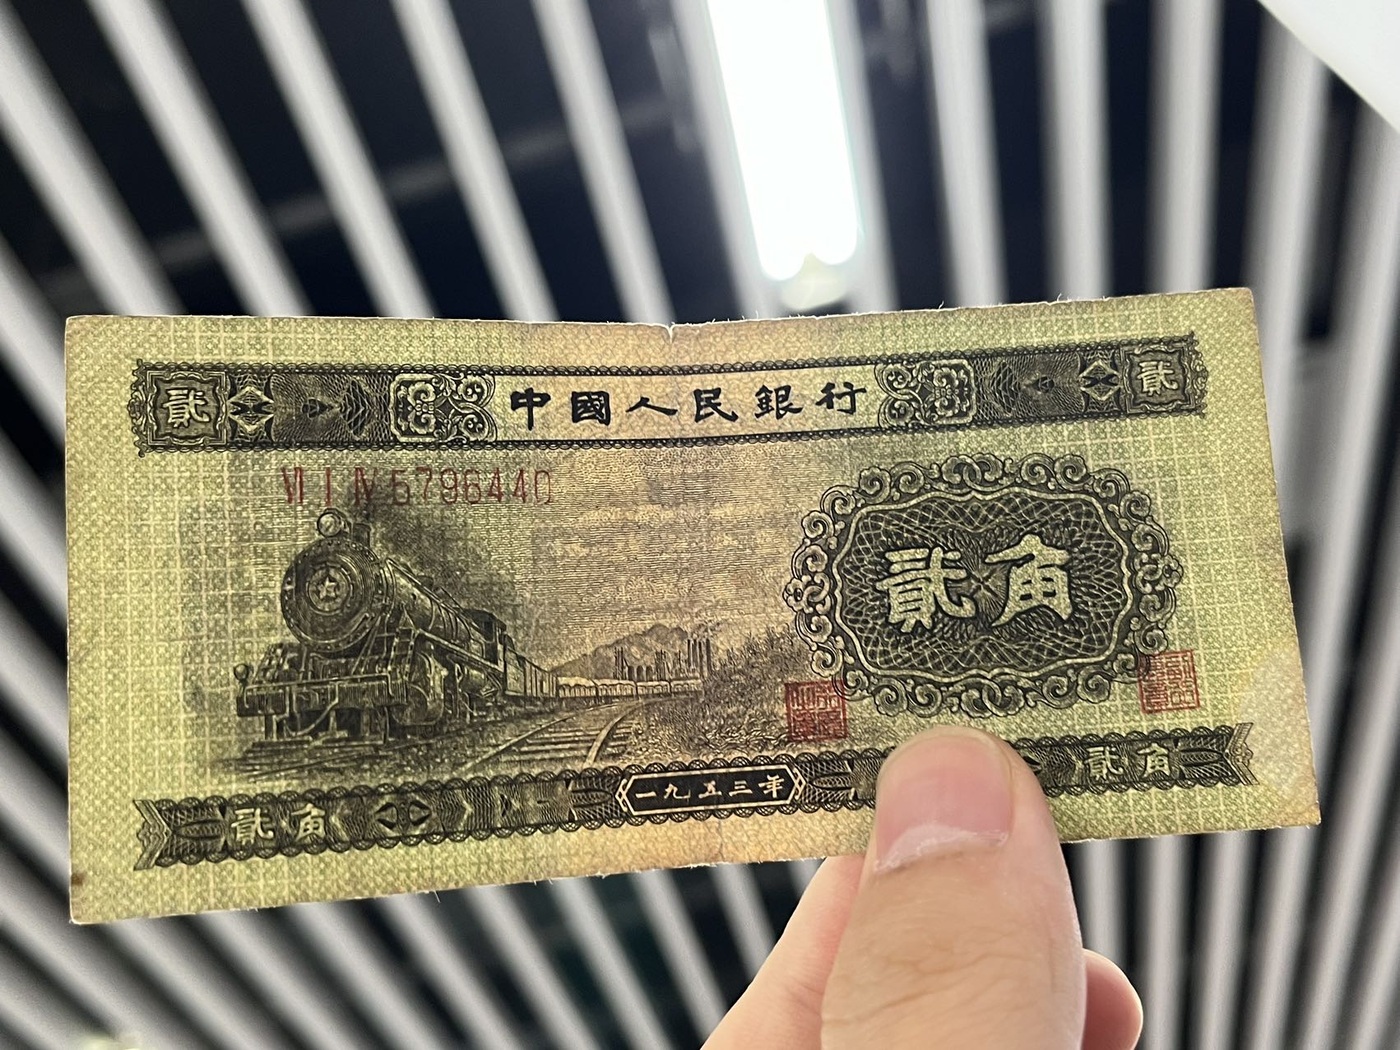 貳 中國人民銀行 貳
VI I IV 5796440
貳角
貳角 一九五三年 貳角